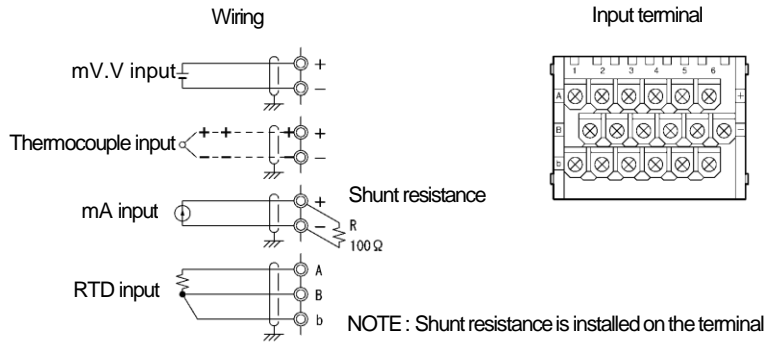 Wiring
Input terminal
mV.V input
+
−
Thermocouple input
+ + +
+
− − −
−
mA input
+
−
Shunt resistance
R
100Ω
RTD input
A
B
b
1 2 3 4 5 6
A +
B −
b
NOTE : Shunt resistance is installed on the terminal